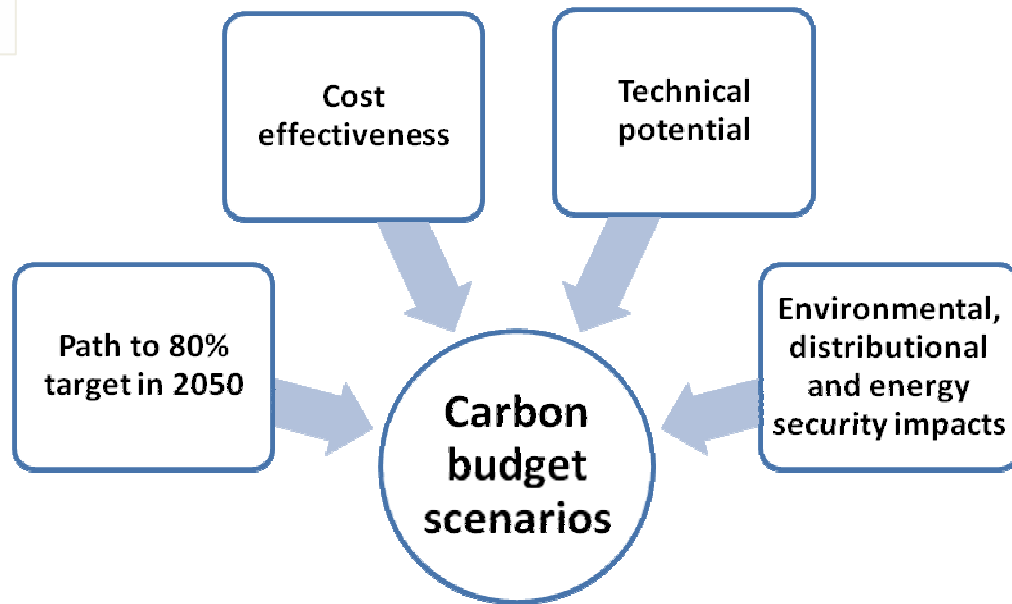 Cost
effectiveness
Technical
potential
Path to 80%
target in 2050
Environmental,
distributional
and energy
security impacts
Carbon
budget
scenarios